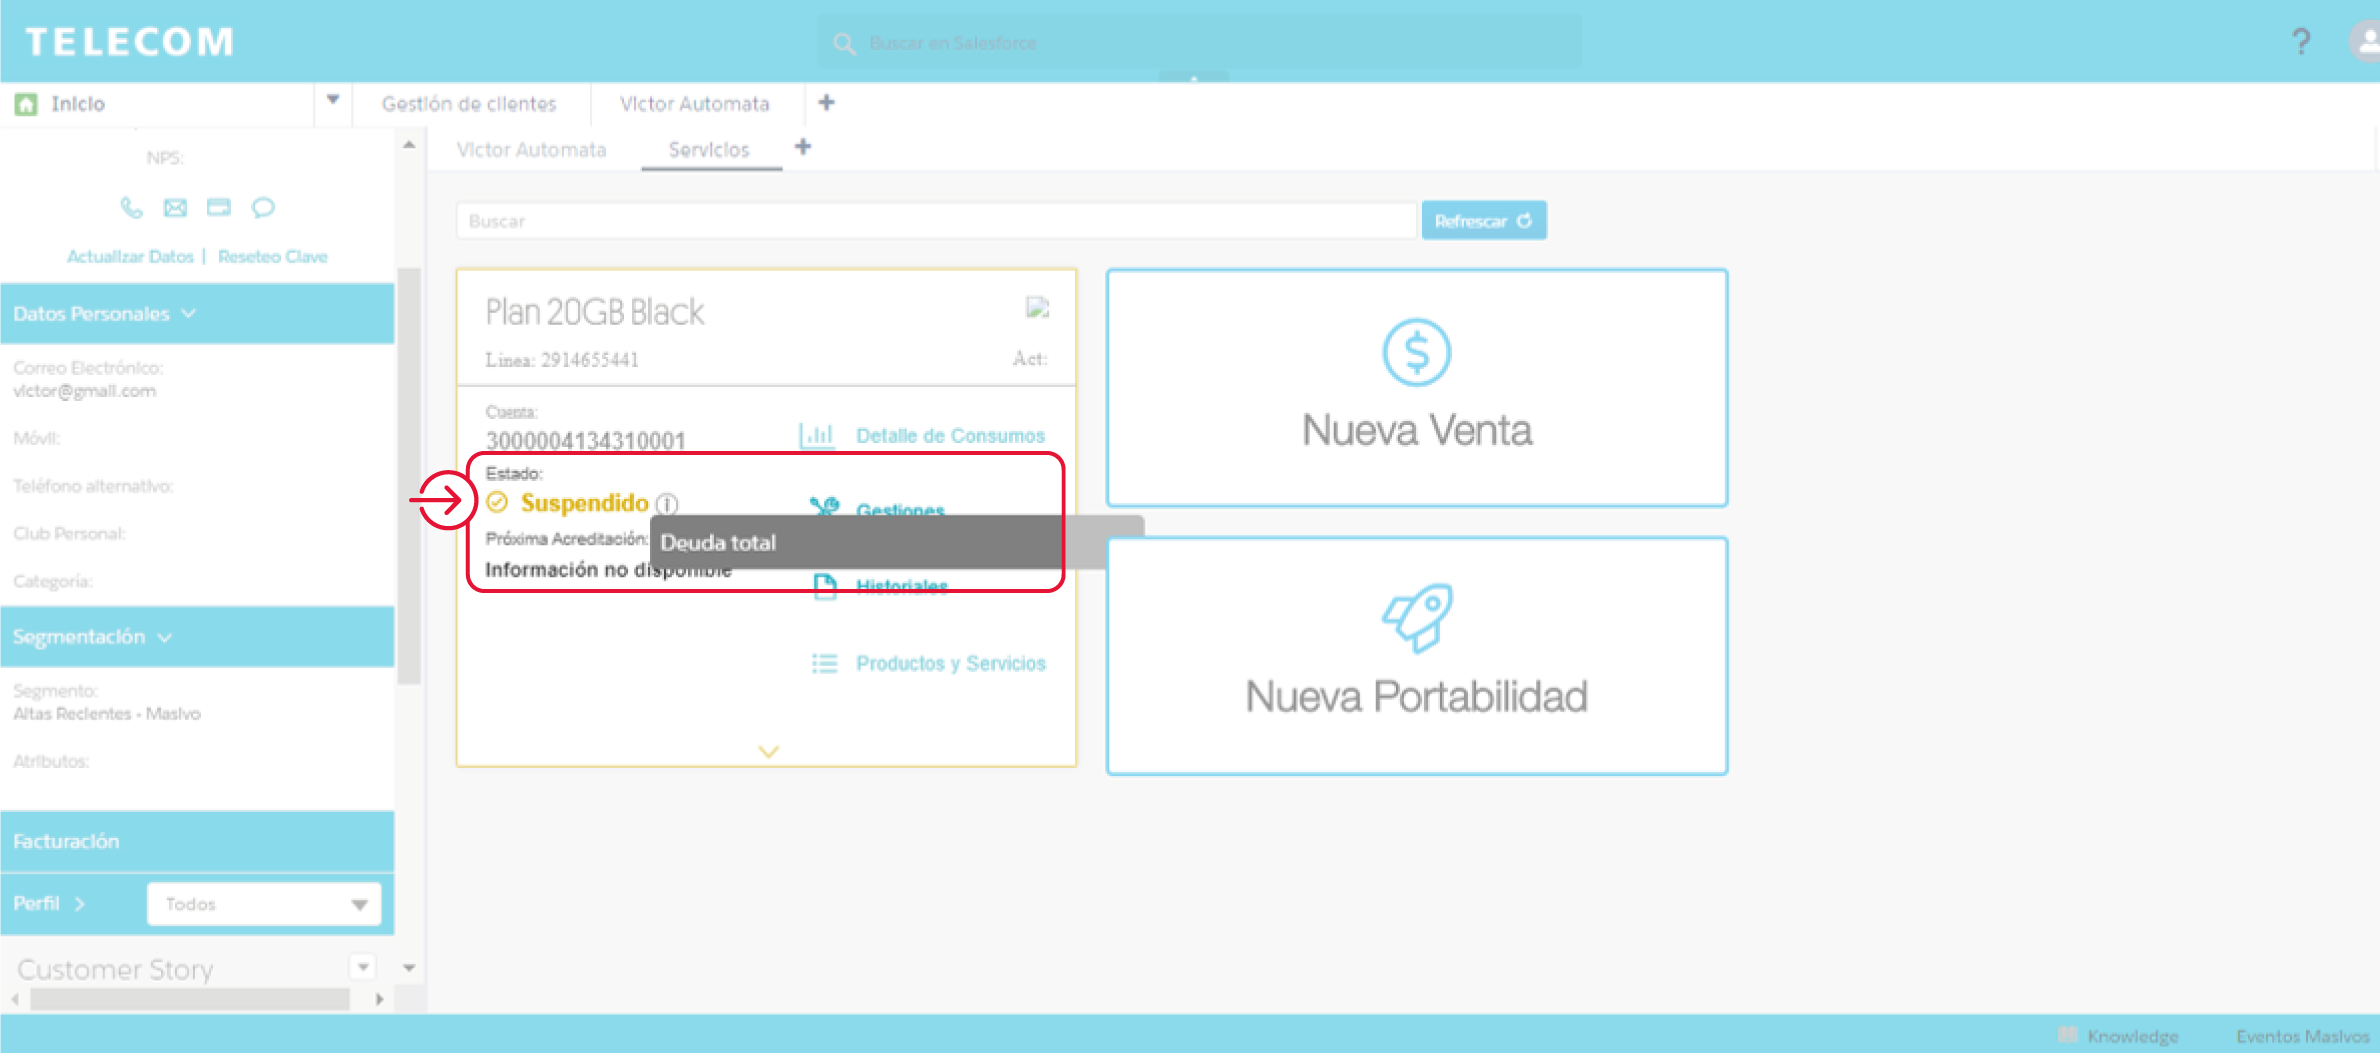 TELECOM
Buscar en Salesforce
?
Inicio
Gestión de clientes
Victor Automata
+
NPS:
Victor Automata
Servicios
+
Actualizar Datos | Reseteo Clave
Buscar
Refrescar
Datos Personales
Correo Electrónico:
victor@gmail.com
Móvil:
Teléfono alternativo:
Club Personal:
Categoría:
Segmentación
Segmento:
Altas Recientes - Masivo
Atributos:
Facturación
Perfil >
Todos
Customer Story
Plan 20GB Black
Linea: 2914655441
Act:
Cuenta:
3000004134310001
Detalle de Consumos
Estado:
Suspendido
Gestiones
Próxima Acreditación:
Deuda total
Información no disponible
Historiales
Productos y Servicios
Nueva Venta
Nueva Portabilidad
Knowledge
Eventos Masivos